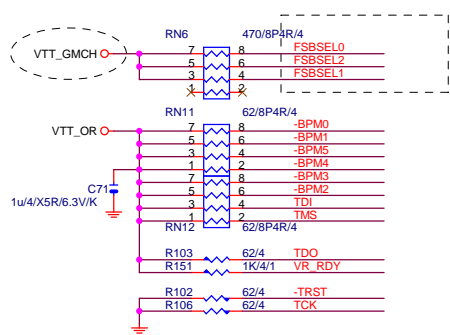 RN6 470/8P4R/4
VTT_GMCH 7 8 FSBSEL0
5 6 FSBSEL2
3 4 FSBSEL1
1 2
RN11 62/8P4R/4
VTT_OR 7 8 -BPM0
5 6 -BPM1
3 4 -BPM5
1 2 -BPM4
C71 7 8 -BPM3
1u/4/X5R/6.3V/K 5 6 -BPM2
3 4 TDI
1 2 TMS
RN12 62/8P4R/4
R103 62/4 TDO
R151 1K/4/1 VR_RDY
R102 62/4 -TRST
R106 62/4 TCK